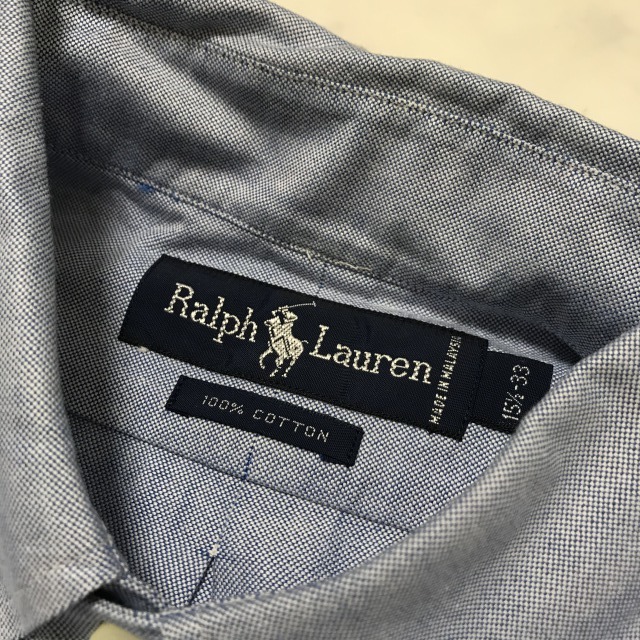 Ralph Lauren
MADE IN MALAYSIA
15½-33
100% COTTON